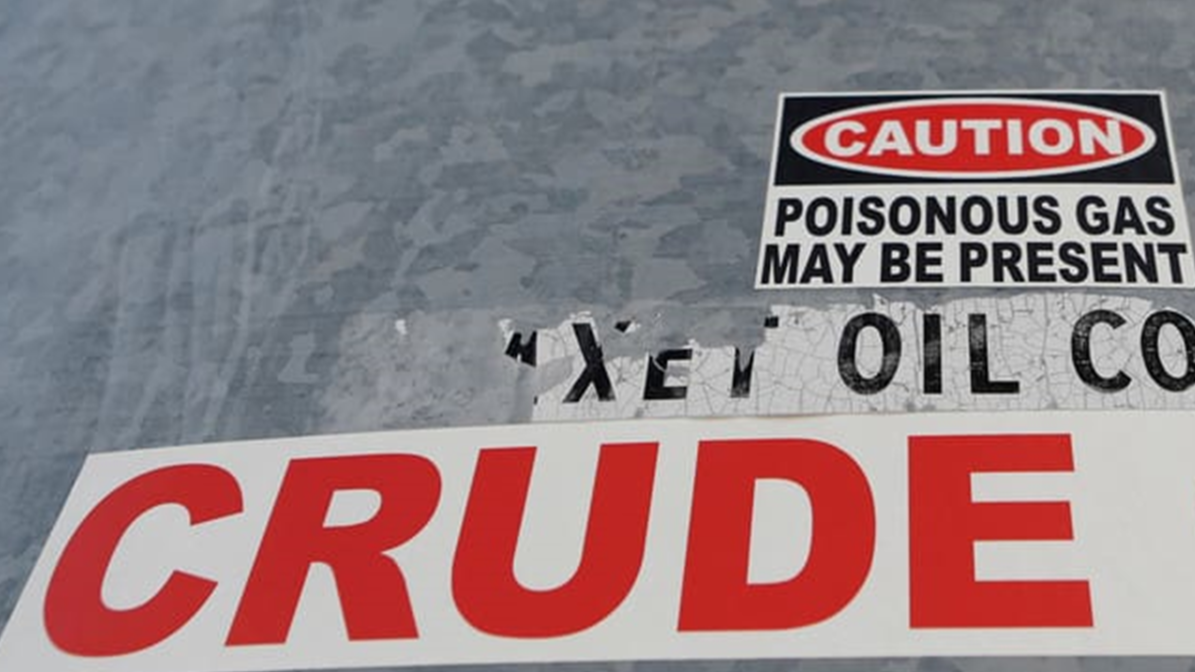 CAUTION
POISONOUS GAS
MAY BE PRESENT
OIL CO
CRUDE